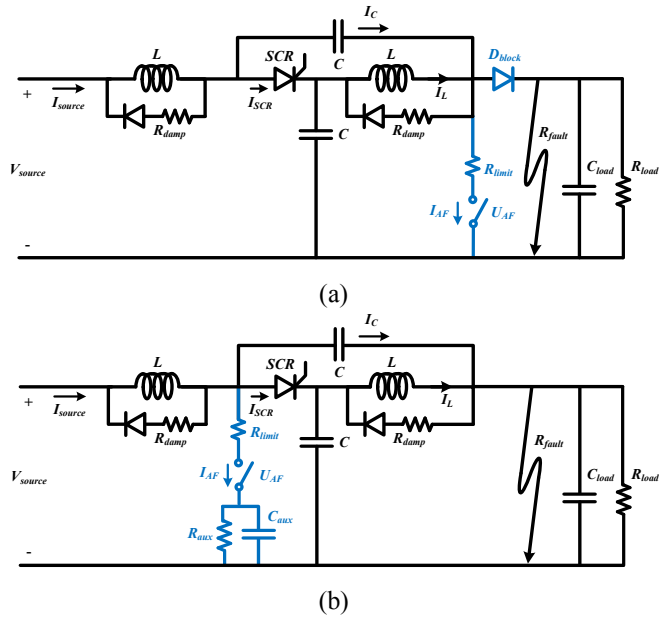 I_C
L
SCR
C
L
D_block
+
I_source
I_SCR
I_L
R_damp
R_damp
C
R_fault
C_load
R_load
V_source
R_limit
I_AF
U_AF
-
(a)
I_C
L
SCR
C
L
+
I_source
I_SCR
I_L
R_damp
R_limit
C
R_damp
R_fault
C_load
R_load
V_source
I_AF
U_AF
R_aux
C_aux
-
(b)